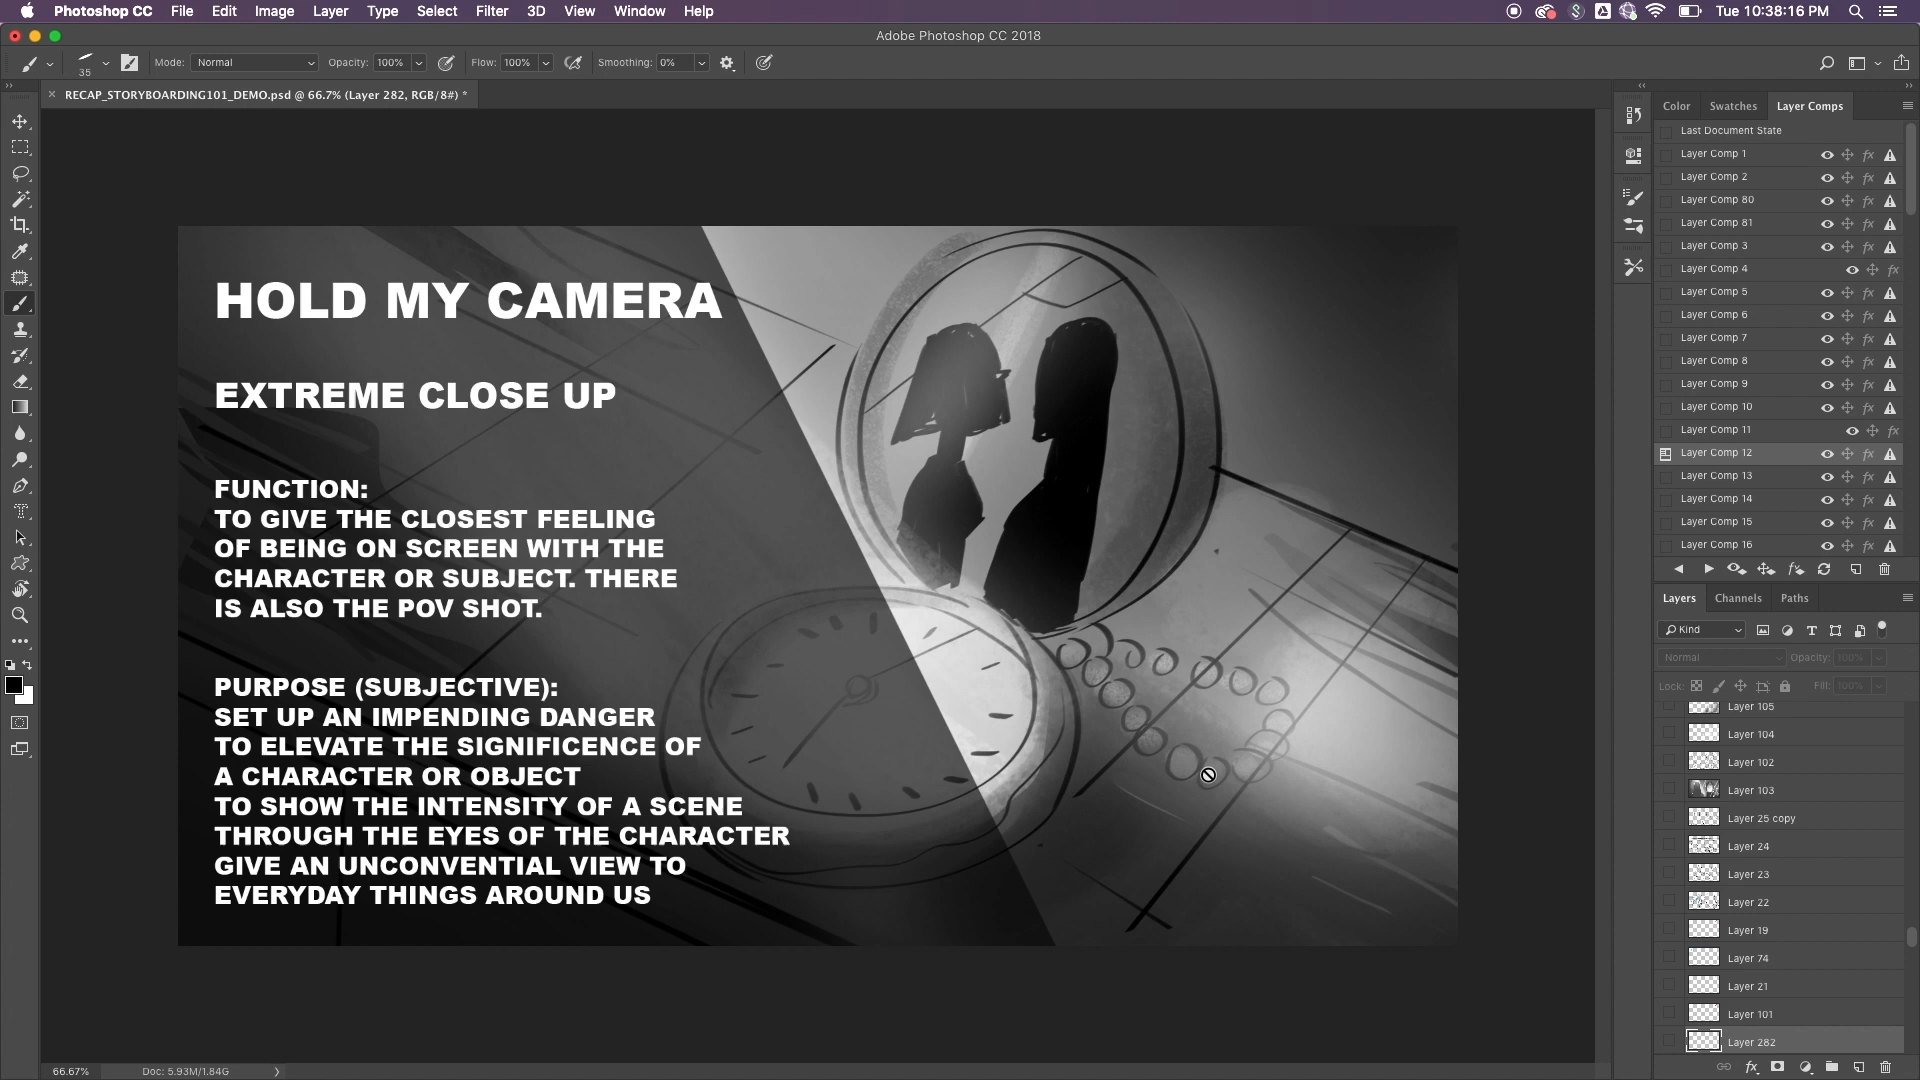 Photoshop CC File Edit Image Layer Type Select Filter 3D View Window Help Tue 10:38:16 PM
Adobe Photoshop CC 2018
35 Mode: Normal Opacity: 100% Flow: 100% Smoothing: 0%
RECAP_STORYBOARDING101_DEMO.psd @ 66.7% (Layer 282, RGB/8#) *
HOLD MY CAMERA
EXTREME CLOSE UP
FUNCTION:
TO GIVE THE CLOSEST FEELING
OF BEING ON SCREEN WITH THE
CHARACTER OR SUBJECT. THERE
IS ALSO THE POV SHOT.
PURPOSE (SUBJECTIVE):
SET UP AN IMPENDING DANGER
TO ELEVATE THE SIGNIFICENCE OF
A CHARACTER OR OBJECT
TO SHOW THE INTENSITY OF A SCENE
THROUGH THE EYES OF THE CHARACTER
GIVE AN UNCONVENTIAL VIEW TO
EVERYDAY THINGS AROUND US
Color Swatches Layer Comps
Last Document State
Layer Comp 1
Layer Comp 2
Layer Comp 80
Layer Comp 81
Layer Comp 3
Layer Comp 4
Layer Comp 5
Layer Comp 6
Layer Comp 7
Layer Comp 8
Layer Comp 9
Layer Comp 10
Layer Comp 11
Layer Comp 12
Layer Comp 13
Layer Comp 14
Layer Comp 15
Layer Comp 16
Layers Channels Paths
Kind
Normal Opacity: 100%
Lock: Fill: 100%
Layer 105
Layer 104
Layer 102
Layer 103
Layer 25 copy
Layer 24
Layer 23
Layer 22
Layer 19
Layer 74
Layer 21
Layer 101
Layer 282
66.67% Doc: 5.93M/1.84G